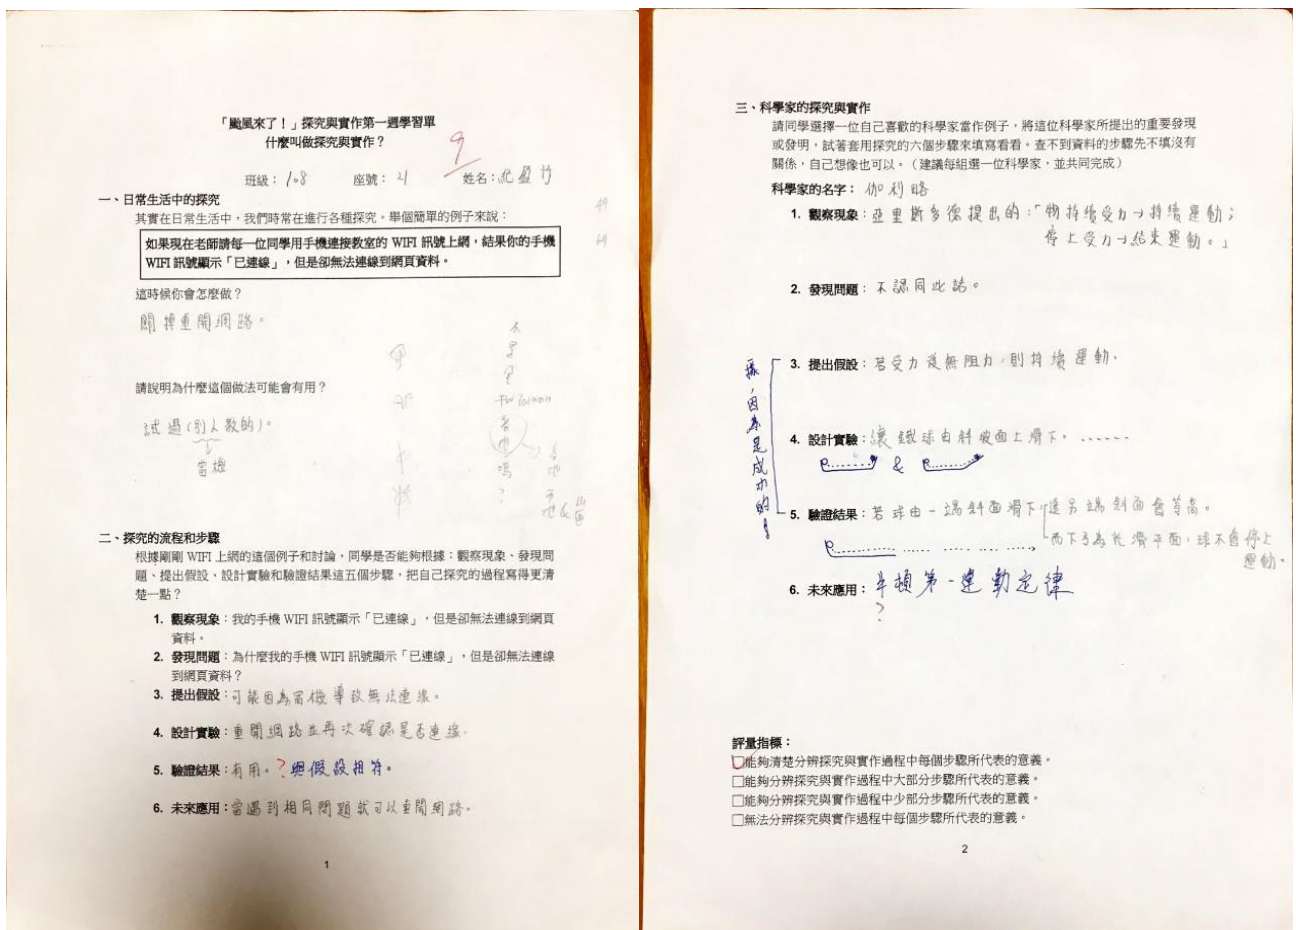 「颱風來了！」探究與實作第一週學習單
什麼叫做探究與實作？
9
班級：108 座號：21 姓名：
一、日常生活中的探究
其實在日常生活中，我們時常在進行各種探究。舉個簡單的例子來說：
如果現在老師請每一位同學用手機連接教室的 WIFI 訊號上網，結果你的手機
WIFI 訊號顯示「已連線」，但是卻無法連線到網頁資料。
這時候你會怎麼做？
關掉重開網路。
請說明為什麼這個做法可能會有用？
試過(別人教的)。
當機
二、探究的流程和步驟
根據剛剛 WIFI 上網的這個例子和討論，同學是否能夠根據：觀察現象、發現問
題、提出假設、設計實驗和驗證結果這五個步驟，把自己探究的過程寫得更清
楚一點？
1. 觀察現象：我的手機 WIFI 訊號顯示「已連線」，但是卻無法連線到網頁
資料。
2. 發現問題：為什麼我的手機 WIFI 訊號顯示「已連線」，但是卻無法連線
到網頁資料？
3. 提出假設：可能因為當機導致無法連線。
4. 設計實驗：重開網路並再次確認是否連線。
5. 驗證結果：有用。？與假設相符。
6. 未來應用：當遇到相同問題就可以重開網路。
1
三、科學家的探究與實作
請同學選擇一位自己喜歡的科學家當作例子，將這位科學家所提出的重要發現
或發明，試著套用探究的六個步驟來填寫看看。查不到資料的步驟先不填沒有
關係，自己想像也可以。（建議每組選一位科學家，並共同完成）
科學家的名字：伽利略
1. 觀察現象：亞里斯多德提出的：「物持續受力→持續運動；
停止受力→結束運動。」
2. 發現問題：不認同此話。
3. 提出假設：若受力後無阻力，則持續運動。
4. 設計實驗：讓鐵球由斜坡面上滑下。......
&
5. 驗證結果：若球由一端斜面滑下，達另端斜面會等高。
而下方為光滑平面，球不會停止
運動。
因為是成功的！
6. 未來應用：牛頓第一運動定律
？
評量指標：
□能夠清楚分辨探究與實作過程中每個步驟所代表的意義。
□能夠分辨探究與實作過程中大部分步驟所代表的意義。
□能夠分辨探究與實作過程中少部分步驟所代表的意義。
□無法分辨探究與實作過程中每個步驟所代表的意義。
2